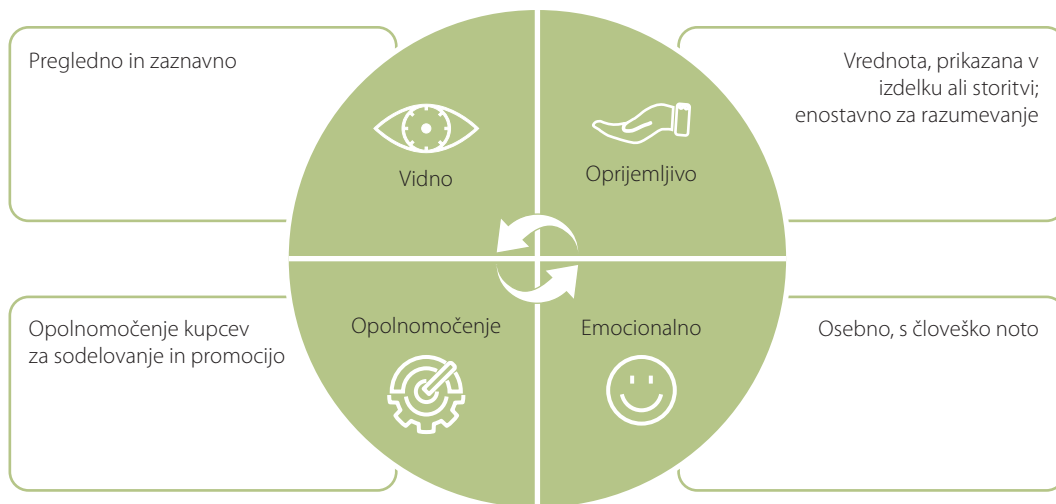 Pregledno in zaznavno
Vidno
Oprijemljivo
Vrednota, prikazana v
izdelku ali storitvi;
enostavno za razumevanje
Opolnomočenje kupcev
za sodelovanje in promocijo
Opolnomočenje
Emocionalno
Osebno, s človeško noto